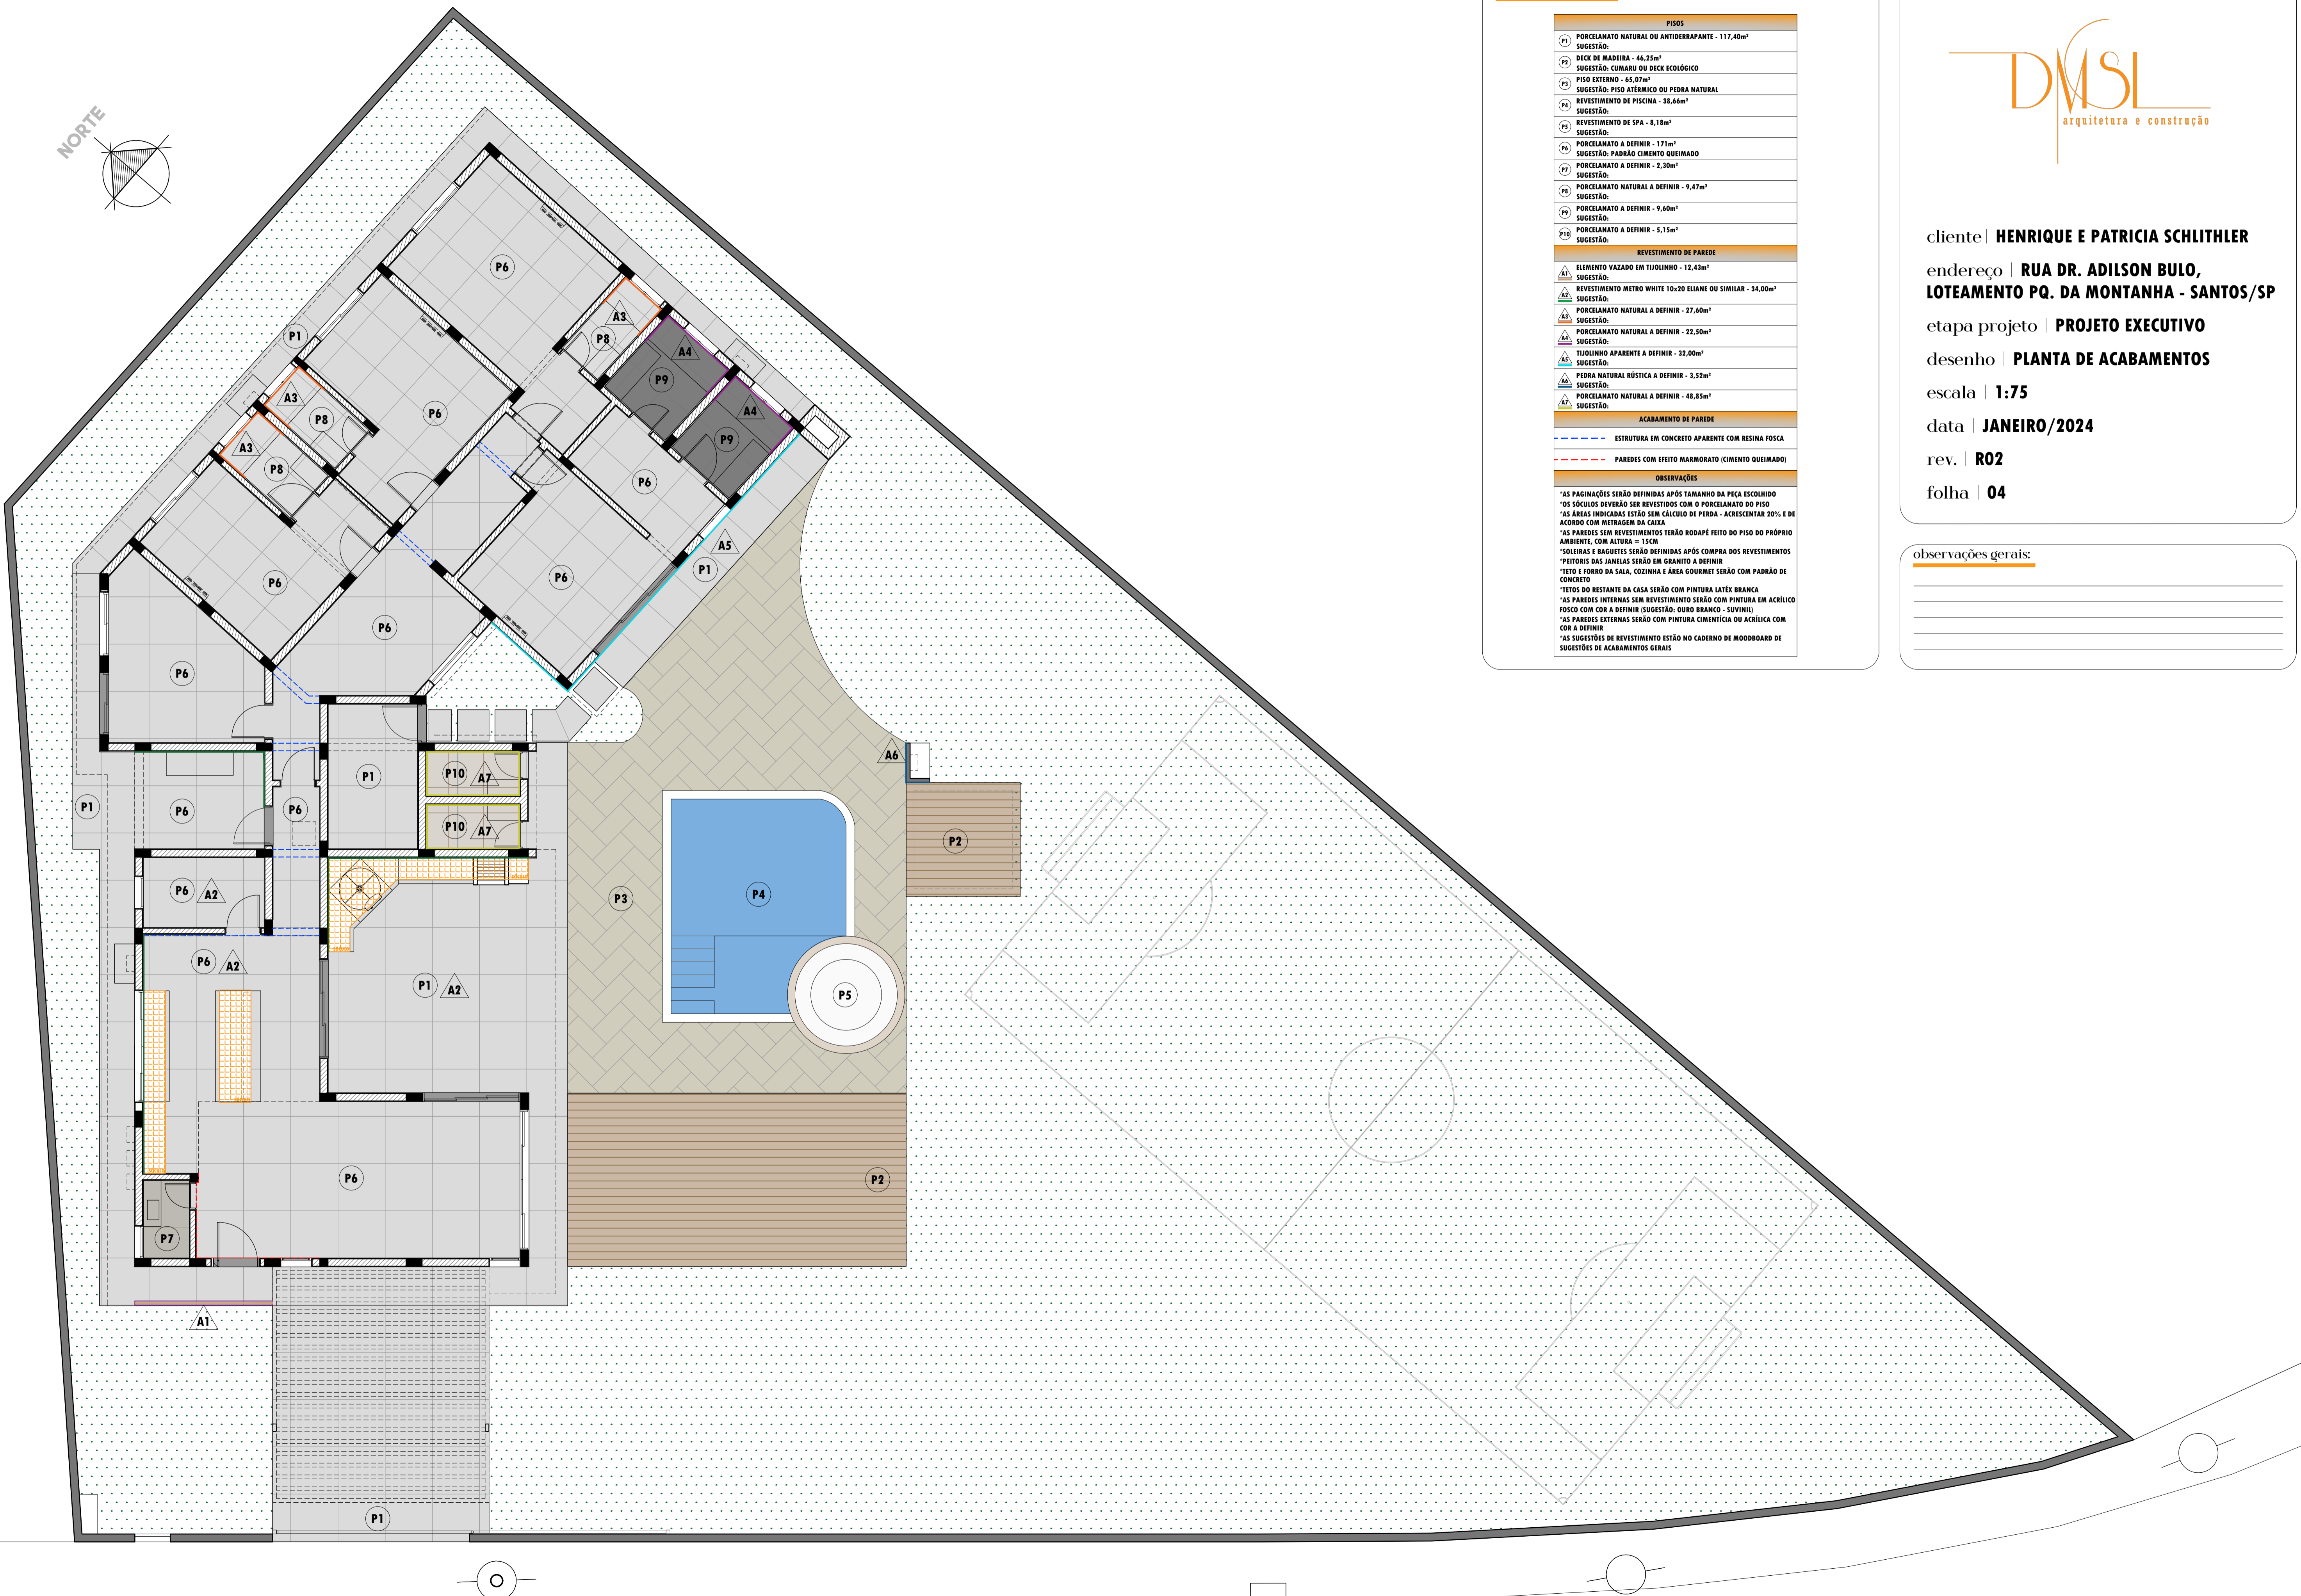 PISOS
P1 PORCELANATO NATURAL OU ANTIDERRAPANTE - 117,40m²
SUGESTÃO:
P2 DECK DE MADEIRA - 46,25m²
SUGESTÃO: CUMARU OU DECK ECOLÓGICO
P3 PISO EXTERNO - 65,07m²
SUGESTÃO: PISO ATÉRMICO OU PEDRA NATURAL
P4 REVESTIMENTO DE PISCINA - 38,66m²
SUGESTÃO:
P5 REVESTIMENTO DE SPA - 8,18m²
SUGESTÃO:
P6 PORCELANATO A DEFINIR - 171m²
SUGESTÃO: PADRÃO CIMENTO QUEIMADO
P7 PORCELANATO A DEFINIR - 2,30m²
SUGESTÃO:
P8 PORCELANATO NATURAL A DEFINIR - 9,47m²
SUGESTÃO:
P9 PORCELANATO A DEFINIR - 9,60m²
SUGESTÃO:
P10 PORCELANATO A DEFINIR - 5,15m²
SUGESTÃO:
REVESTIMENTO DE PAREDE
A1 ELEMENTO VAZADO EM TIJOLINHO - 12,43m²
SUGESTÃO:
A2 REVESTIMENTO METRO WHITE 10x20 ELIANE OU SIMILAR - 34,00m²
SUGESTÃO:
A3 PORCELANATO NATURAL A DEFINIR - 27,60m²
SUGESTÃO:
A4 PORCELANATO NATURAL A DEFINIR - 22,50m²
SUGESTÃO:
A5 TIJOLINHO APARENTE A DEFINIR - 32,00m²
SUGESTÃO:
A6 PEDRA NATURAL RÚSTICA A DEFINIR - 3,52m²
SUGESTÃO:
A7 PORCELANATO NATURAL A DEFINIR - 48,85m²
SUGESTÃO:
ACABAMENTO DE PAREDE
ESTRUTURA EM CONCRETO APARENTE COM RESINA FOSCA
PAREDES COM EFEITO MARMORATO (CIMENTO QUEIMADO)
OBSERVAÇÕES
*AS PAGINAÇÕES SERÃO DEFINIDAS APÓS TAMANHO DA PEÇA ESCOLHIDO
*OS SÓCULOS DEVERÃO SER REVESTIDOS COM O PORCELANATO DO PISO
*AS ÁREAS INDICADAS ESTÃO SEM CÁLCULO DE PERDA - ACRESCENTAR 20% E DE
ACORDO COM METRAGEM DA CAIXA
*AS PAREDES SEM REVESTIMENTOS TERÃO RODAPÉ FEITO DO PISO DO PRÓPRIO
AMBIENTE, COM ALTURA = 15CM
*SOLEIRAS E BAGUETES SERÃO DEFINIDAS APÓS COMPRA DOS REVESTIMENTOS
*PEITORIS DAS JANELAS SERÃO EM GRANITO A DEFINIR
*TETO E FORRO DA SALA, COZINHA E ÁREA GOURMET SERÃO COM PADRÃO DE
CONCRETO
*TETOS DO RESTANTE DA CASA SERÃO COM PINTURA LATÉX BRANCA
*AS PAREDES INTERNAS SEM REVESTIMENTO SERÃO COM PINTURA EM ACRÍLICO
FOSCO COM COR A DEFINIR (SUGESTÃO: OURO BRANCO - SUVINIL)
*AS PAREDES EXTERNAS SERÃO COM PINTURA CIMENTÍCIA OU ACRÍLICA COM
COR A DEFINIR
*AS SUGESTÕES DE REVESTIMENTO ESTÃO NO CADERNO DE MOODBOARD DE
SUGESTÕES DE ACABAMENTOS GERAIS
DMSL
arquitetura e construção
cliente | HENRIQUE E PATRICIA SCHLITHLER
endereço | RUA DR. ADILSON BULO,
LOTEAMENTO PQ. DA MONTANHA - SANTOS/SP
etapa projeto | PROJETO EXECUTIVO
desenho | PLANTA DE ACABAMENTOS
escala | 1:75
data | JANEIRO/2024
rev. | R02
folha | 04
observações gerais:
NORTE
P6
A3
P1
P8
A4
P9
A3
P8
P6
A4
P9
A3
P8
P6
A5
P1
P6
P6
P6
P6
A6
P10 A7
P1
P1
P6
P6
P10 A7
P2
P6 A2
P3
P4
P6 A2
P1 A2
P5
P6
P2
P7
A1
P1